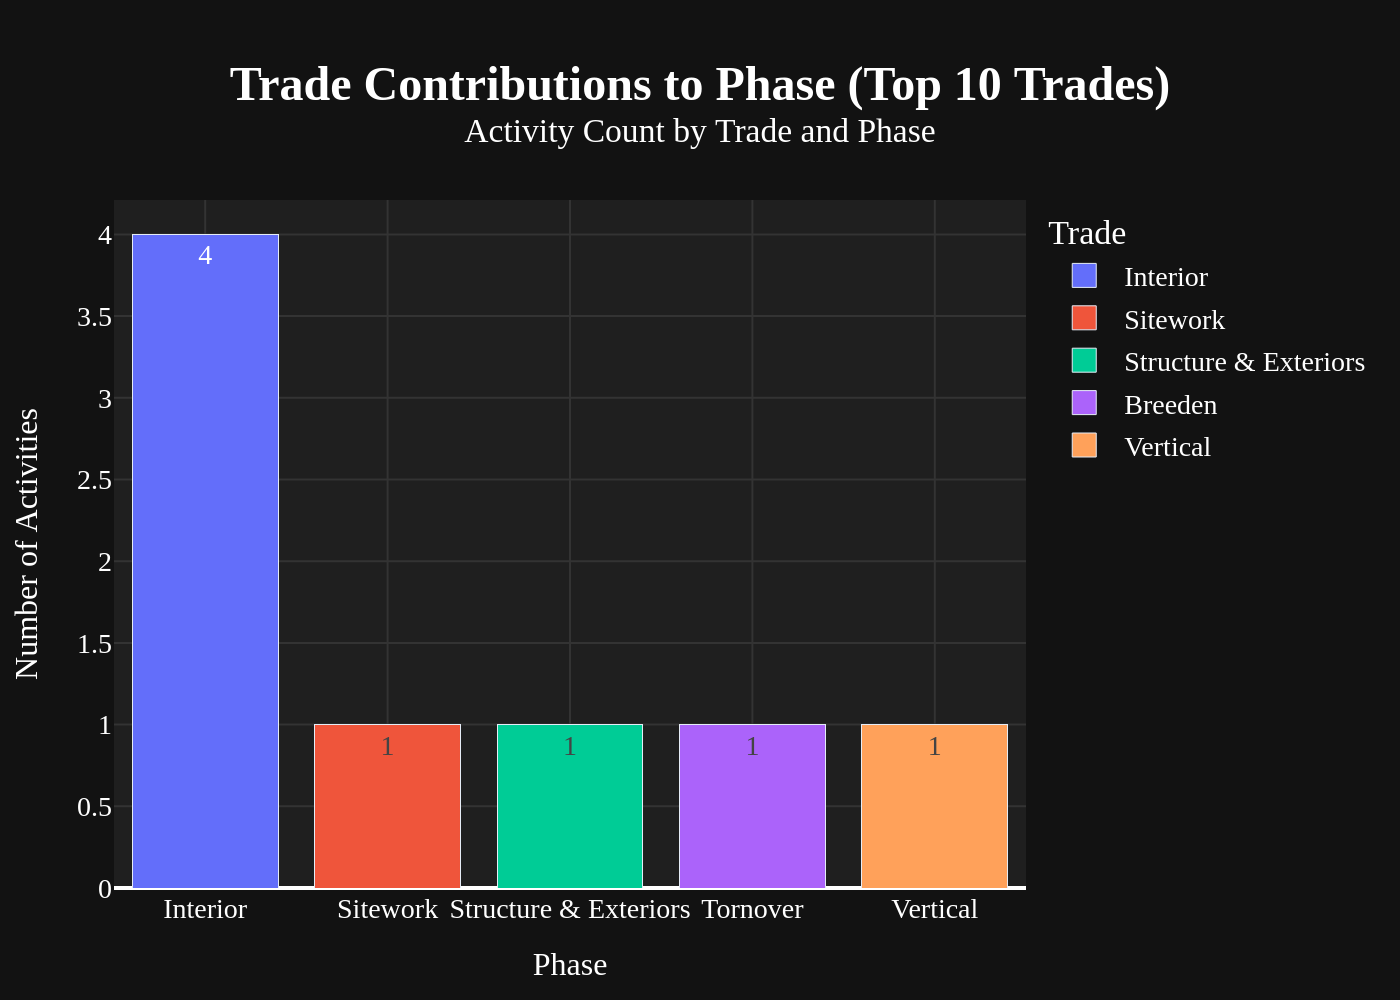 Trade Contributions to Phase (Top 10 Trades)
Activity Count by Trade and Phase
Number of Activities
4
3.5
3
2.5
2
1.5
1
0.5
0
4
1
1
1
1
Interior
Sitework
Structure & Exteriors
Tornover
Vertical
Phase
Trade
Interior
Sitework
Structure & Exteriors
Breeden
Vertical